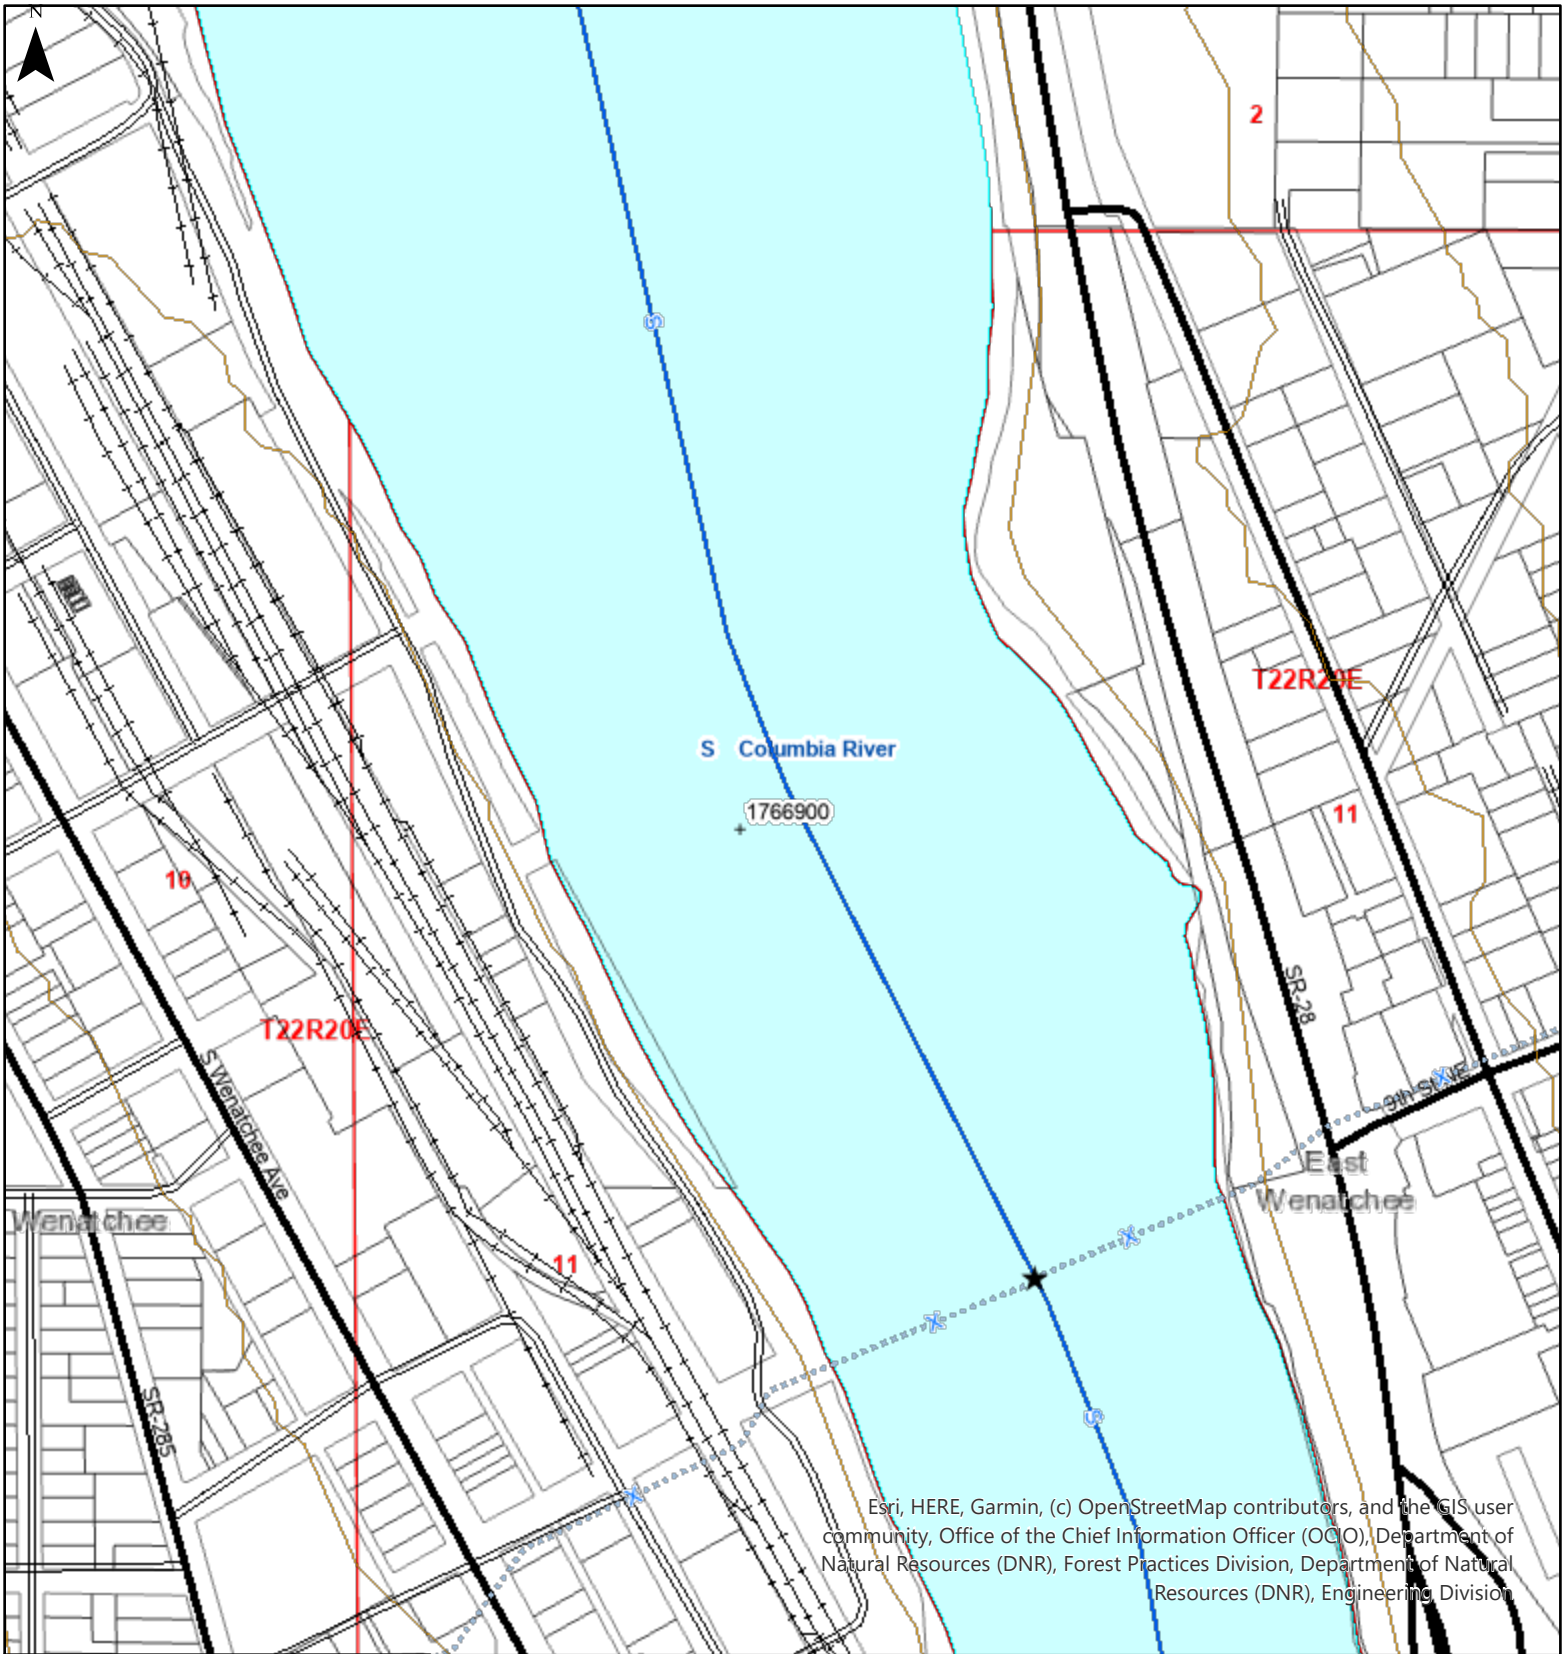 N
2
S
T22R20E
S Columbia River
1766900
11
10
SR-28
T22R20E
X
9th St NE
S Wenatchee Ave
East
Wenatchee
Wenatchee
X
11
X
SR-285
S
X
Esri, HERE, Garmin, (c) OpenStreetMap contributors, and the GIS user
community, Office of the Chief Information Officer (OCIO), Department of
Natural Resources (DNR), Forest Practices Division, Department of Natural
Resources (DNR), Engineering Division